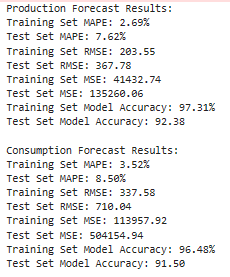 Production Forecast Results:
Training Set MAPE: 2.69%
Test Set MAPE: 7.62%
Training Set RMSE: 203.55
Test Set RMSE: 367.78
Training Set MSE: 41432.74
Test Set MSE: 135260.06
Training Set Model Accuracy: 97.31%
Test Set Model Accuracy: 92.38

Consumption Forecast Results:
Training Set MAPE: 3.52%
Test Set MAPE: 8.50%
Training Set RMSE: 337.58
Test Set RMSE: 710.04
Training Set MSE: 113957.92
Test Set MSE: 504154.94
Training Set Model Accuracy: 96.48%
Test Set Model Accuracy: 91.50